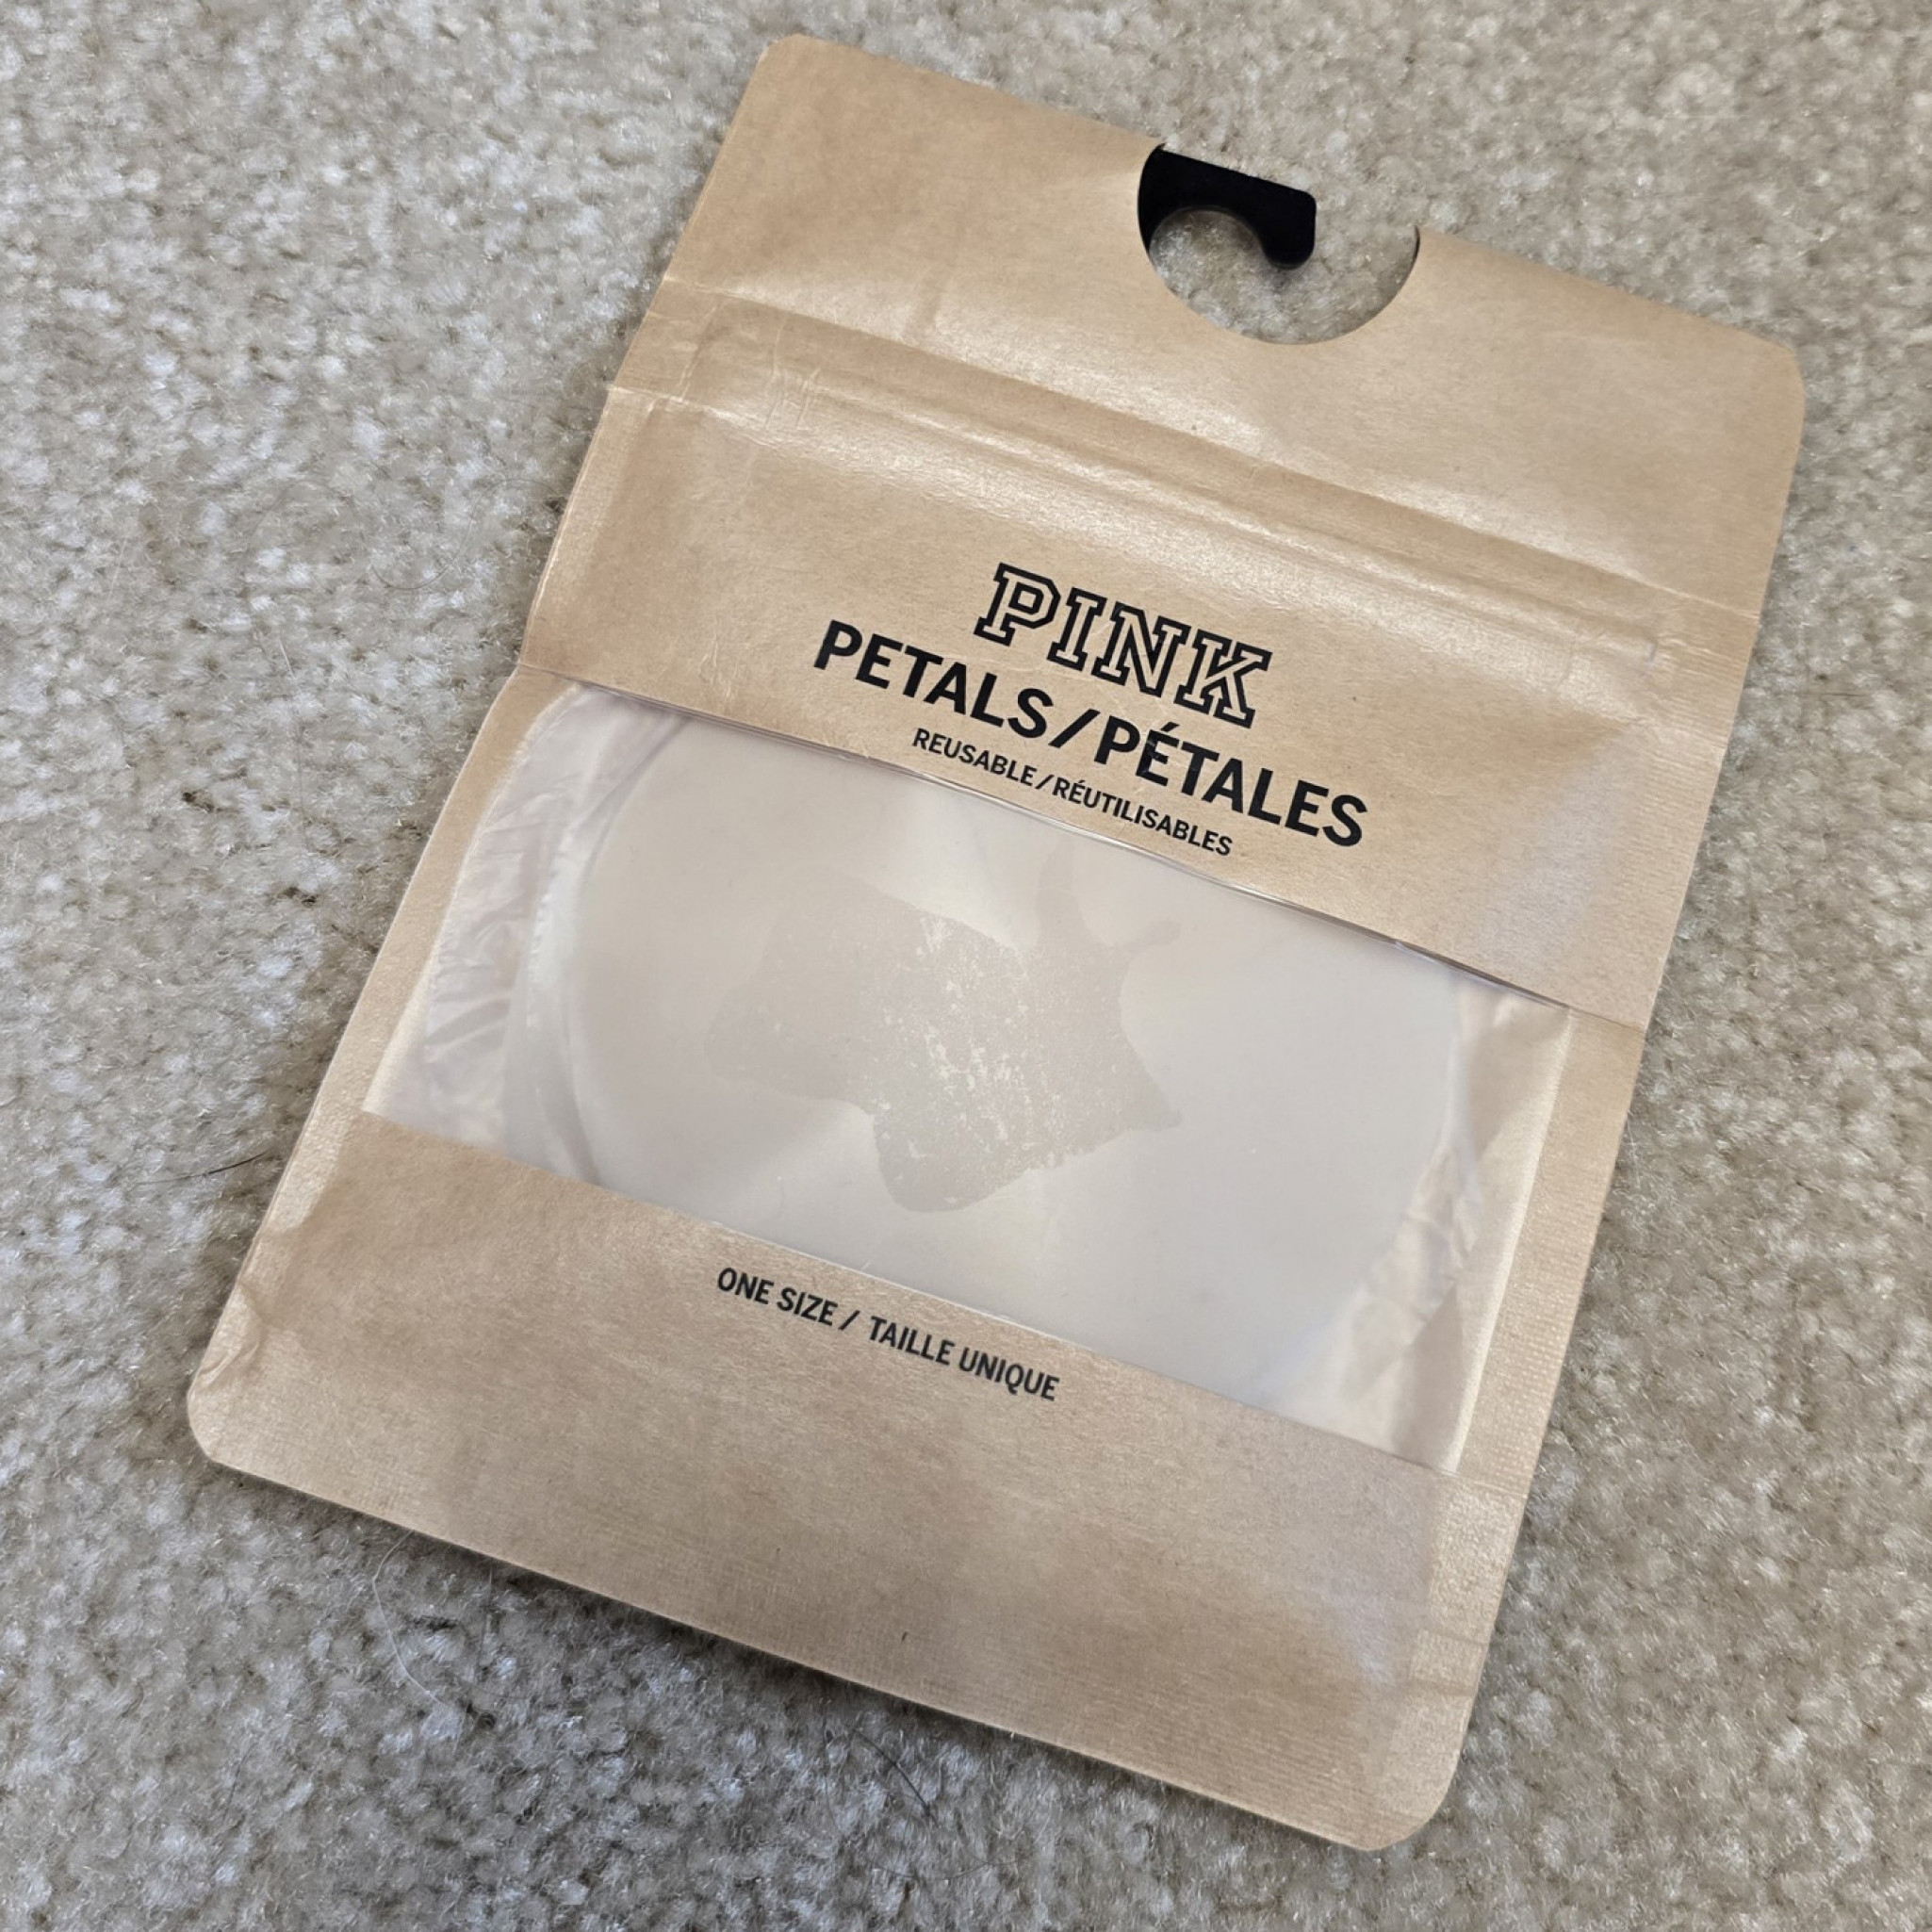 PINK
PETALS/PÉTALES
REUSABLE/RÉUTILISABLES
ONE SIZE / TAILLE UNIQUE